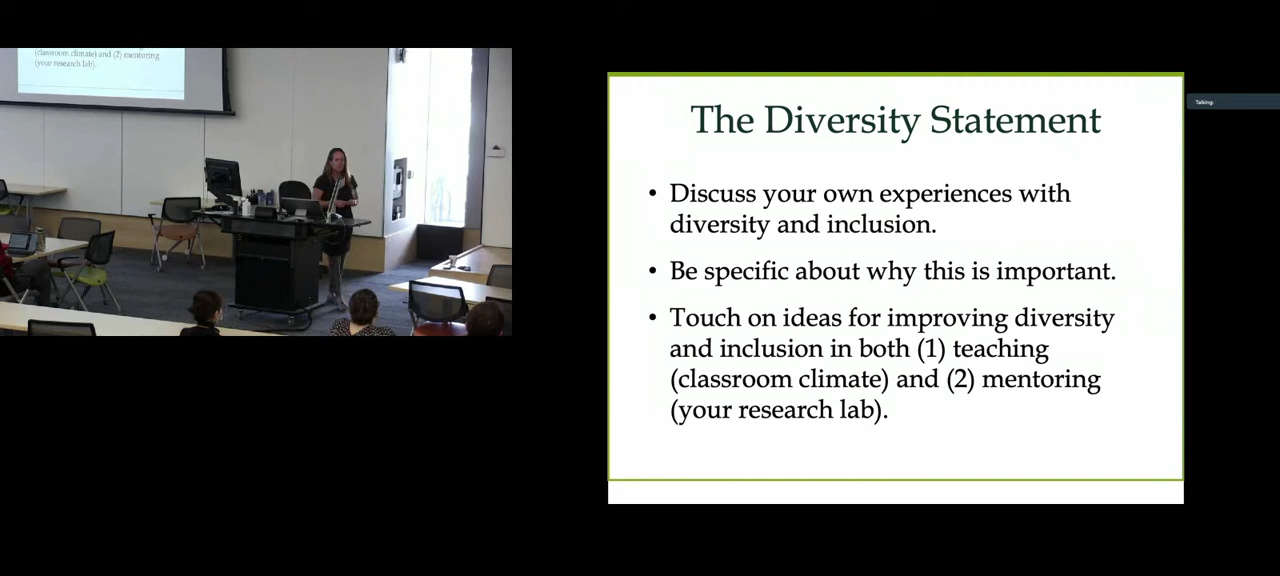 (classroom climate) and (2) mentoring
(your research lab).
The Diversity Statement
• Discuss your own experiences with
diversity and inclusion.
• Be specific about why this is important.
• Touch on ideas for improving diversity
and inclusion in both (1) teaching
(classroom climate) and (2) mentoring
(your research lab).
Talking: